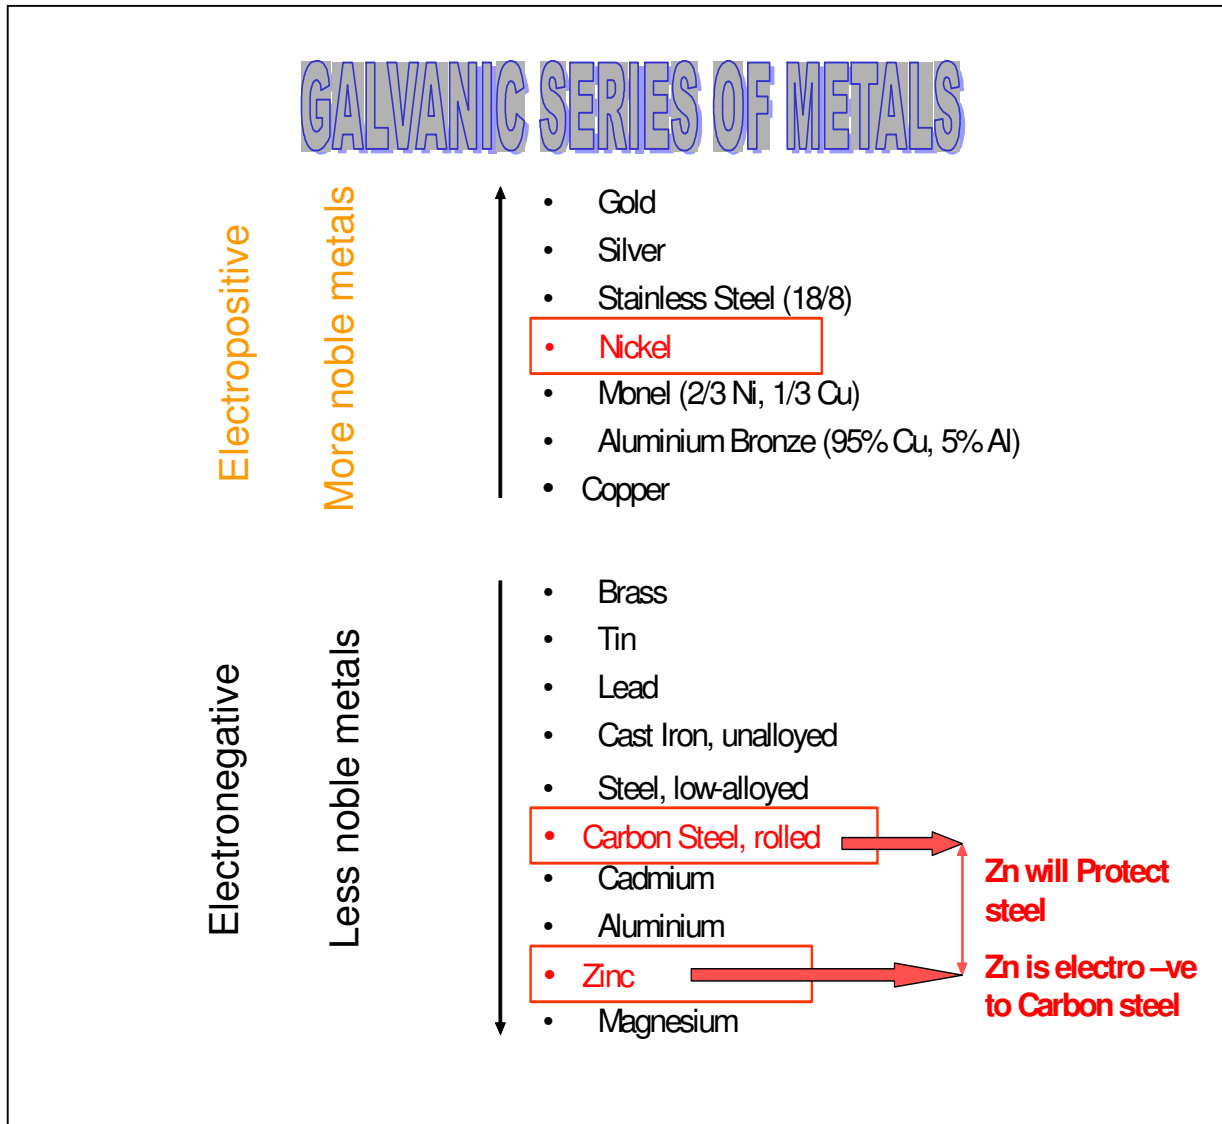 GALVANIC SERIES OF METALS
Electropositive
More noble metals
• Gold
• Silver
• Stainless Steel (18/8)
• Nickel
• Monel (2/3 Ni, 1/3 Cu)
• Aluminium Bronze (95% Cu, 5% Al)
• Copper
Electronegative
Less noble metals
• Brass
• Tin
• Lead
• Cast Iron, unalloyed
• Steel, low-alloyed
• Carbon Steel, rolled
• Cadmium
• Aluminium
• Zinc
• Magnesium
Zn will Protect
steel
Zn is electro –ve
to Carbon steel